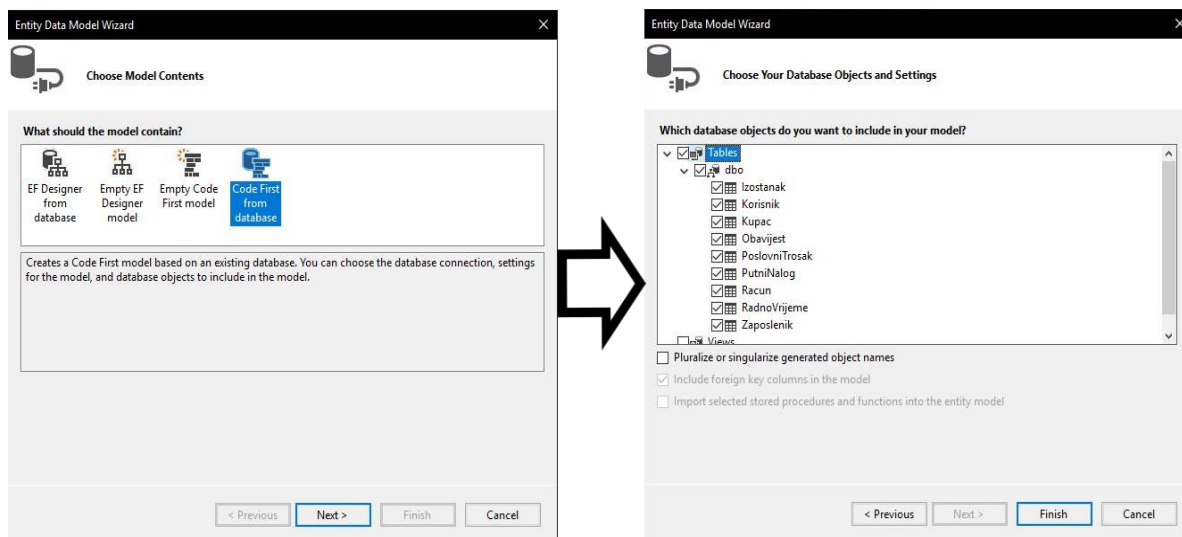 Entity Data Model Wizard
Choose Model Contents
What should the model contain?
EF Designer
from
database
Empty EF
Designer
model
Empty Code
First model
Code First
from
database
Creates a Code First model based on an existing database. You can choose the database connection, settings
for the model, and database objects to include in the model.
< Previous
Next >
Finish
Cancel
Entity Data Model Wizard
Choose Your Database Objects and Settings
Which database objects do you want to include in your model?
Tables
dbo
Izostanak
Korisnik
Kupac
Obavijest
PoslovniTrosak
PutniNalog
Racun
RadnoVrijeme
Zaposlenik
Views
Pluralize or singularize generated object names
Include foreign key columns in the model
Import selected stored procedures and functions into the entity model
< Previous
Next >
Finish
Cancel